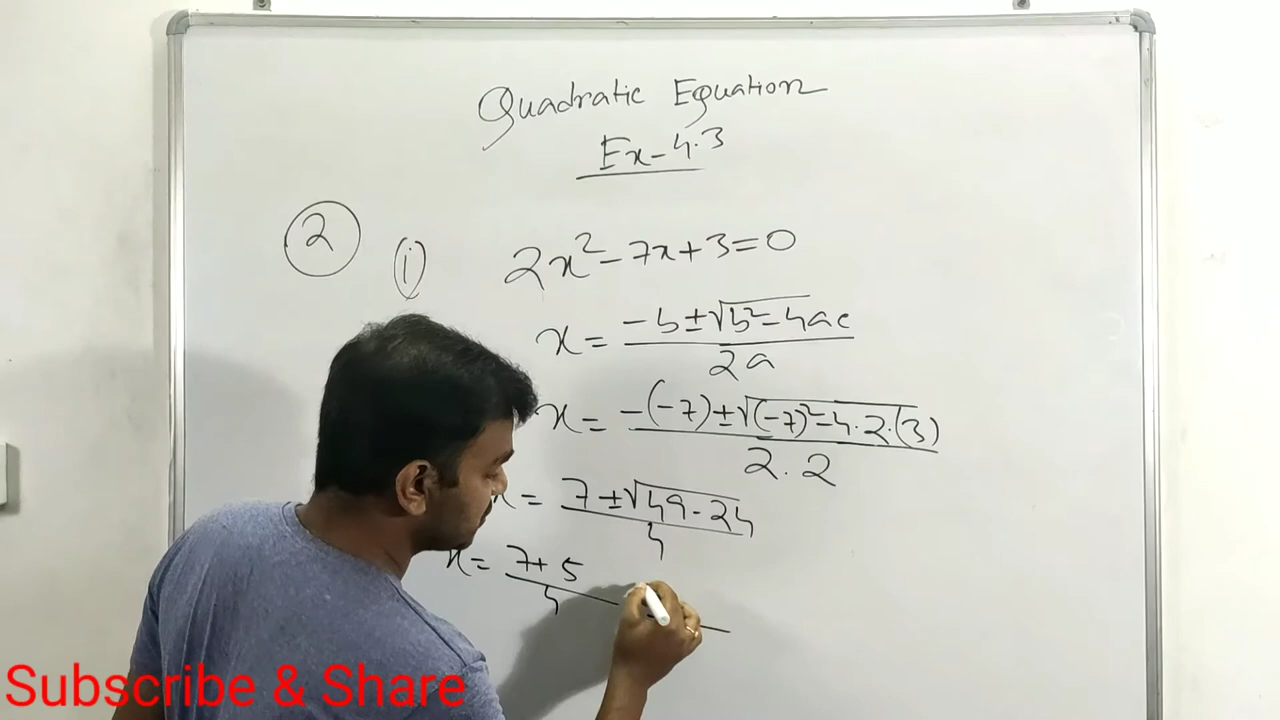 Quadratic Equation
Ex-4.3
2
(i) 2x²-7x+3=0
x = (-b±√(b²-4ac))/(2a)
x = (-(-7)±√((-7)²-4.2.(3)))/(2.2)
= (7±√(49-24))/4
x = (7+5)/4
Subscribe & Share